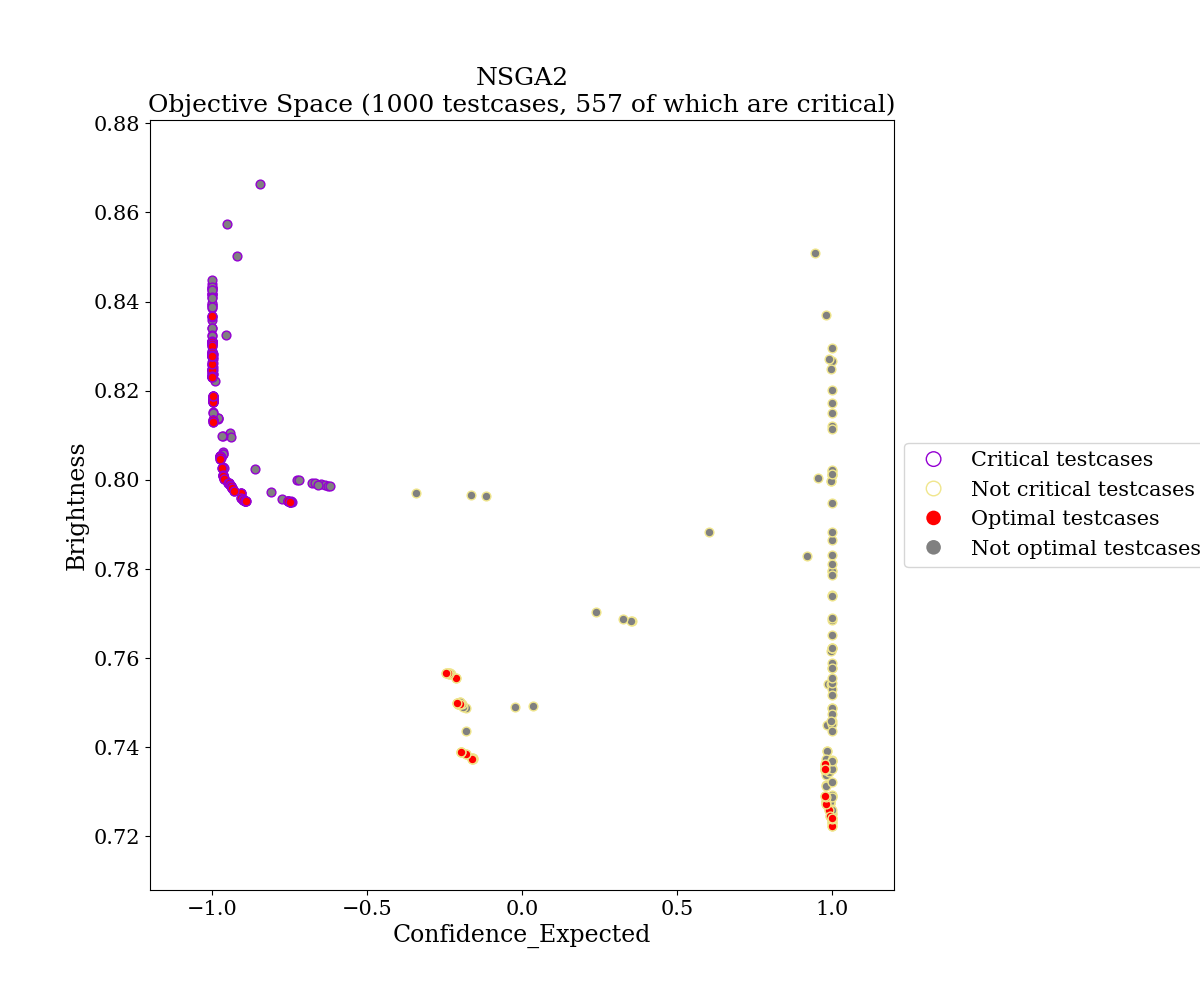 NSGA2
Objective Space (1000 testcases, 557 of which are critical)
0.88
0.86
0.84
0.82
0.80
0.78
0.76
0.74
0.72
Brightness
−1.0
−0.5
0.0
0.5
1.0
Confidence_Expected
Critical testcases
Not critical testcases
Optimal testcases
Not optimal testcases